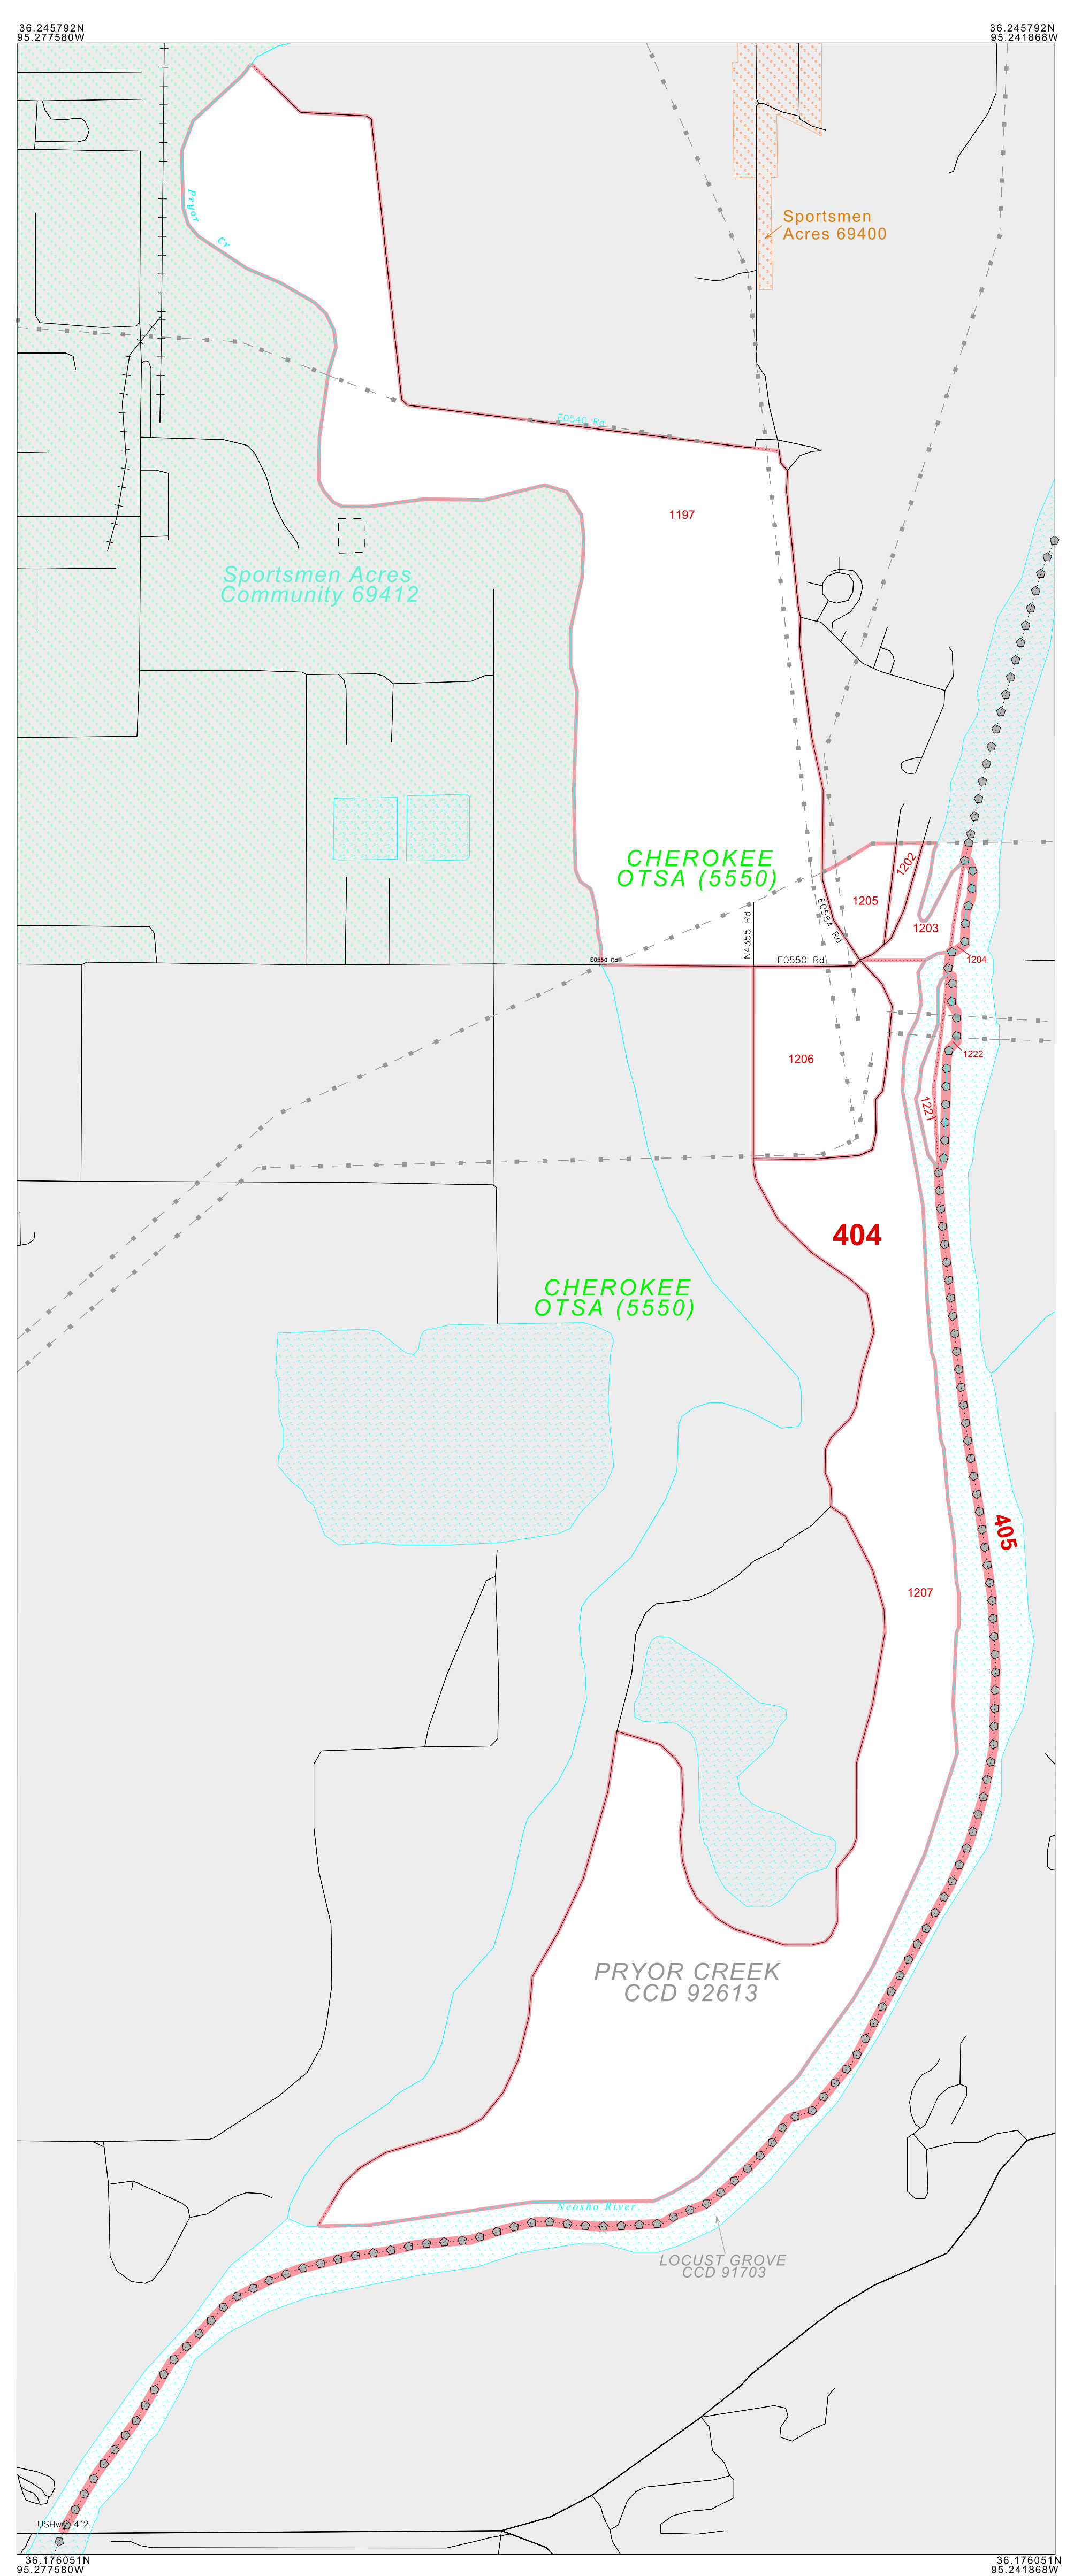 36.245792N
95.277580W
36.245792N
95.241868W
Pryor Cr
Sportsmen
Acres 69400
E0540 Rd
1197
Sportsmen Acres
Community 69412
CHEROKEE
OTSA (5550)
1202
1205
E0584 Rd
N4355 Rd
1203
1204
E0550 Rd
E0550 Rd
1206
1222
1221
404
CHEROKEE
OTSA (5550)
405
1207
PRYOR CREEK
CCD 92613
Neosho River
LOCUST GROVE
CCD 91703
USHwy 412
36.176051N
95.277580W
36.176051N
95.241868W